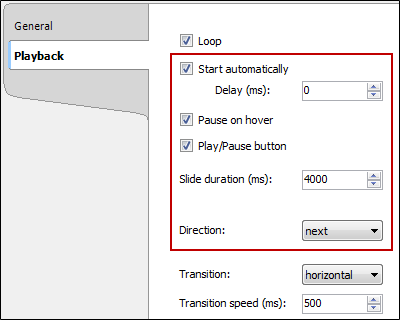 General
Playback
Loop
Start automatically
Delay (ms): 0
Pause on hover
Play/Pause button
Slide duration (ms): 4000
Direction: next
Transition: horizontal
Transition speed (ms): 500